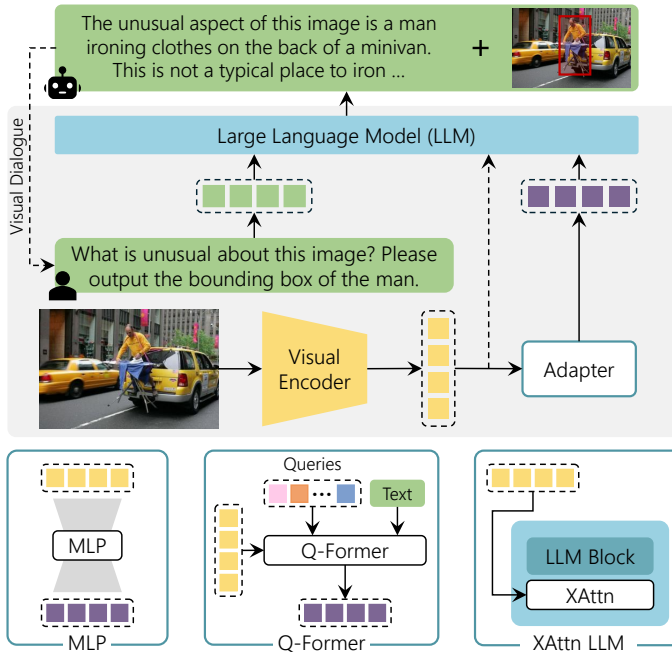 The unusual aspect of this image is a man
ironing clothes on the back of a minivan.
This is not a typical place to iron ...
+
Large Language Model (LLM)
Visual Dialogue
What is unusual about this image? Please
output the bounding box of the man.
Visual
Encoder
Adapter
MLP
MLP
Queries
Text
Q-Former
Q-Former
LLM Block
XAttn
XAttn LLM